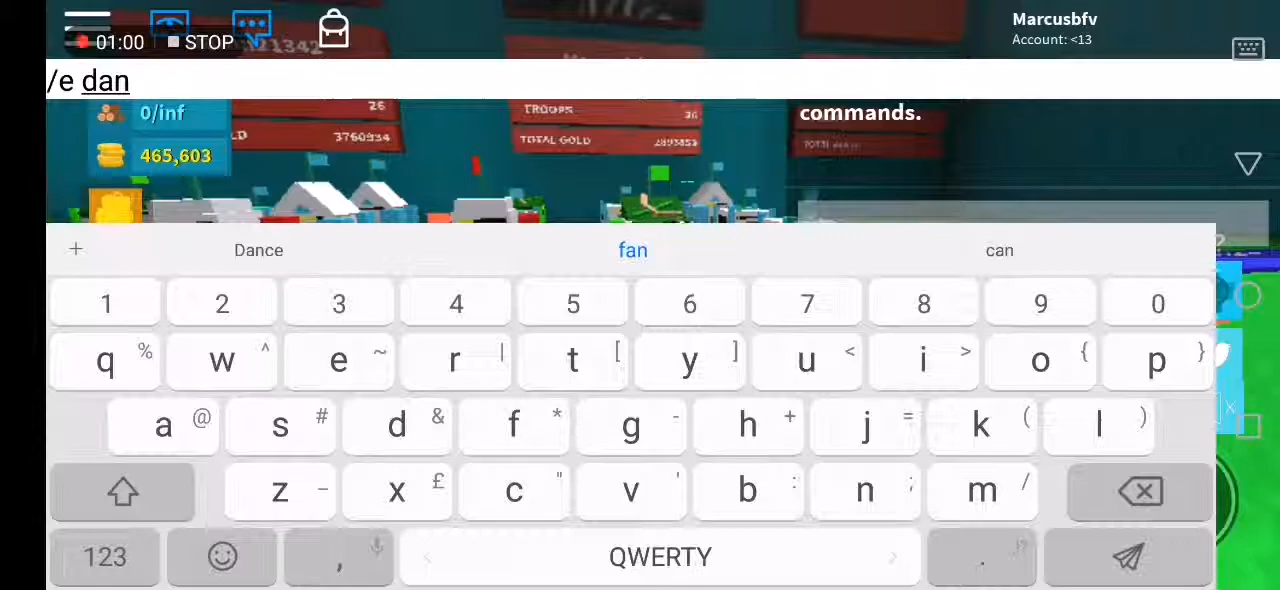 Marcusbfv
Account: <13
01:00 STOP
/e dan
0/inf
26
TROOPS
commands.
3760934
TOTAL GOLD
465,603
+ Dance fan can
1 2 3 4 5 6 7 8 9 0
q % w ^ e ~ r | t [ y ] u < i > o { p }
a @ s # d & f * g - h + j = k ( l )
z _ x £ c " v ' b : n ; m /
123 , QWERTY . !?